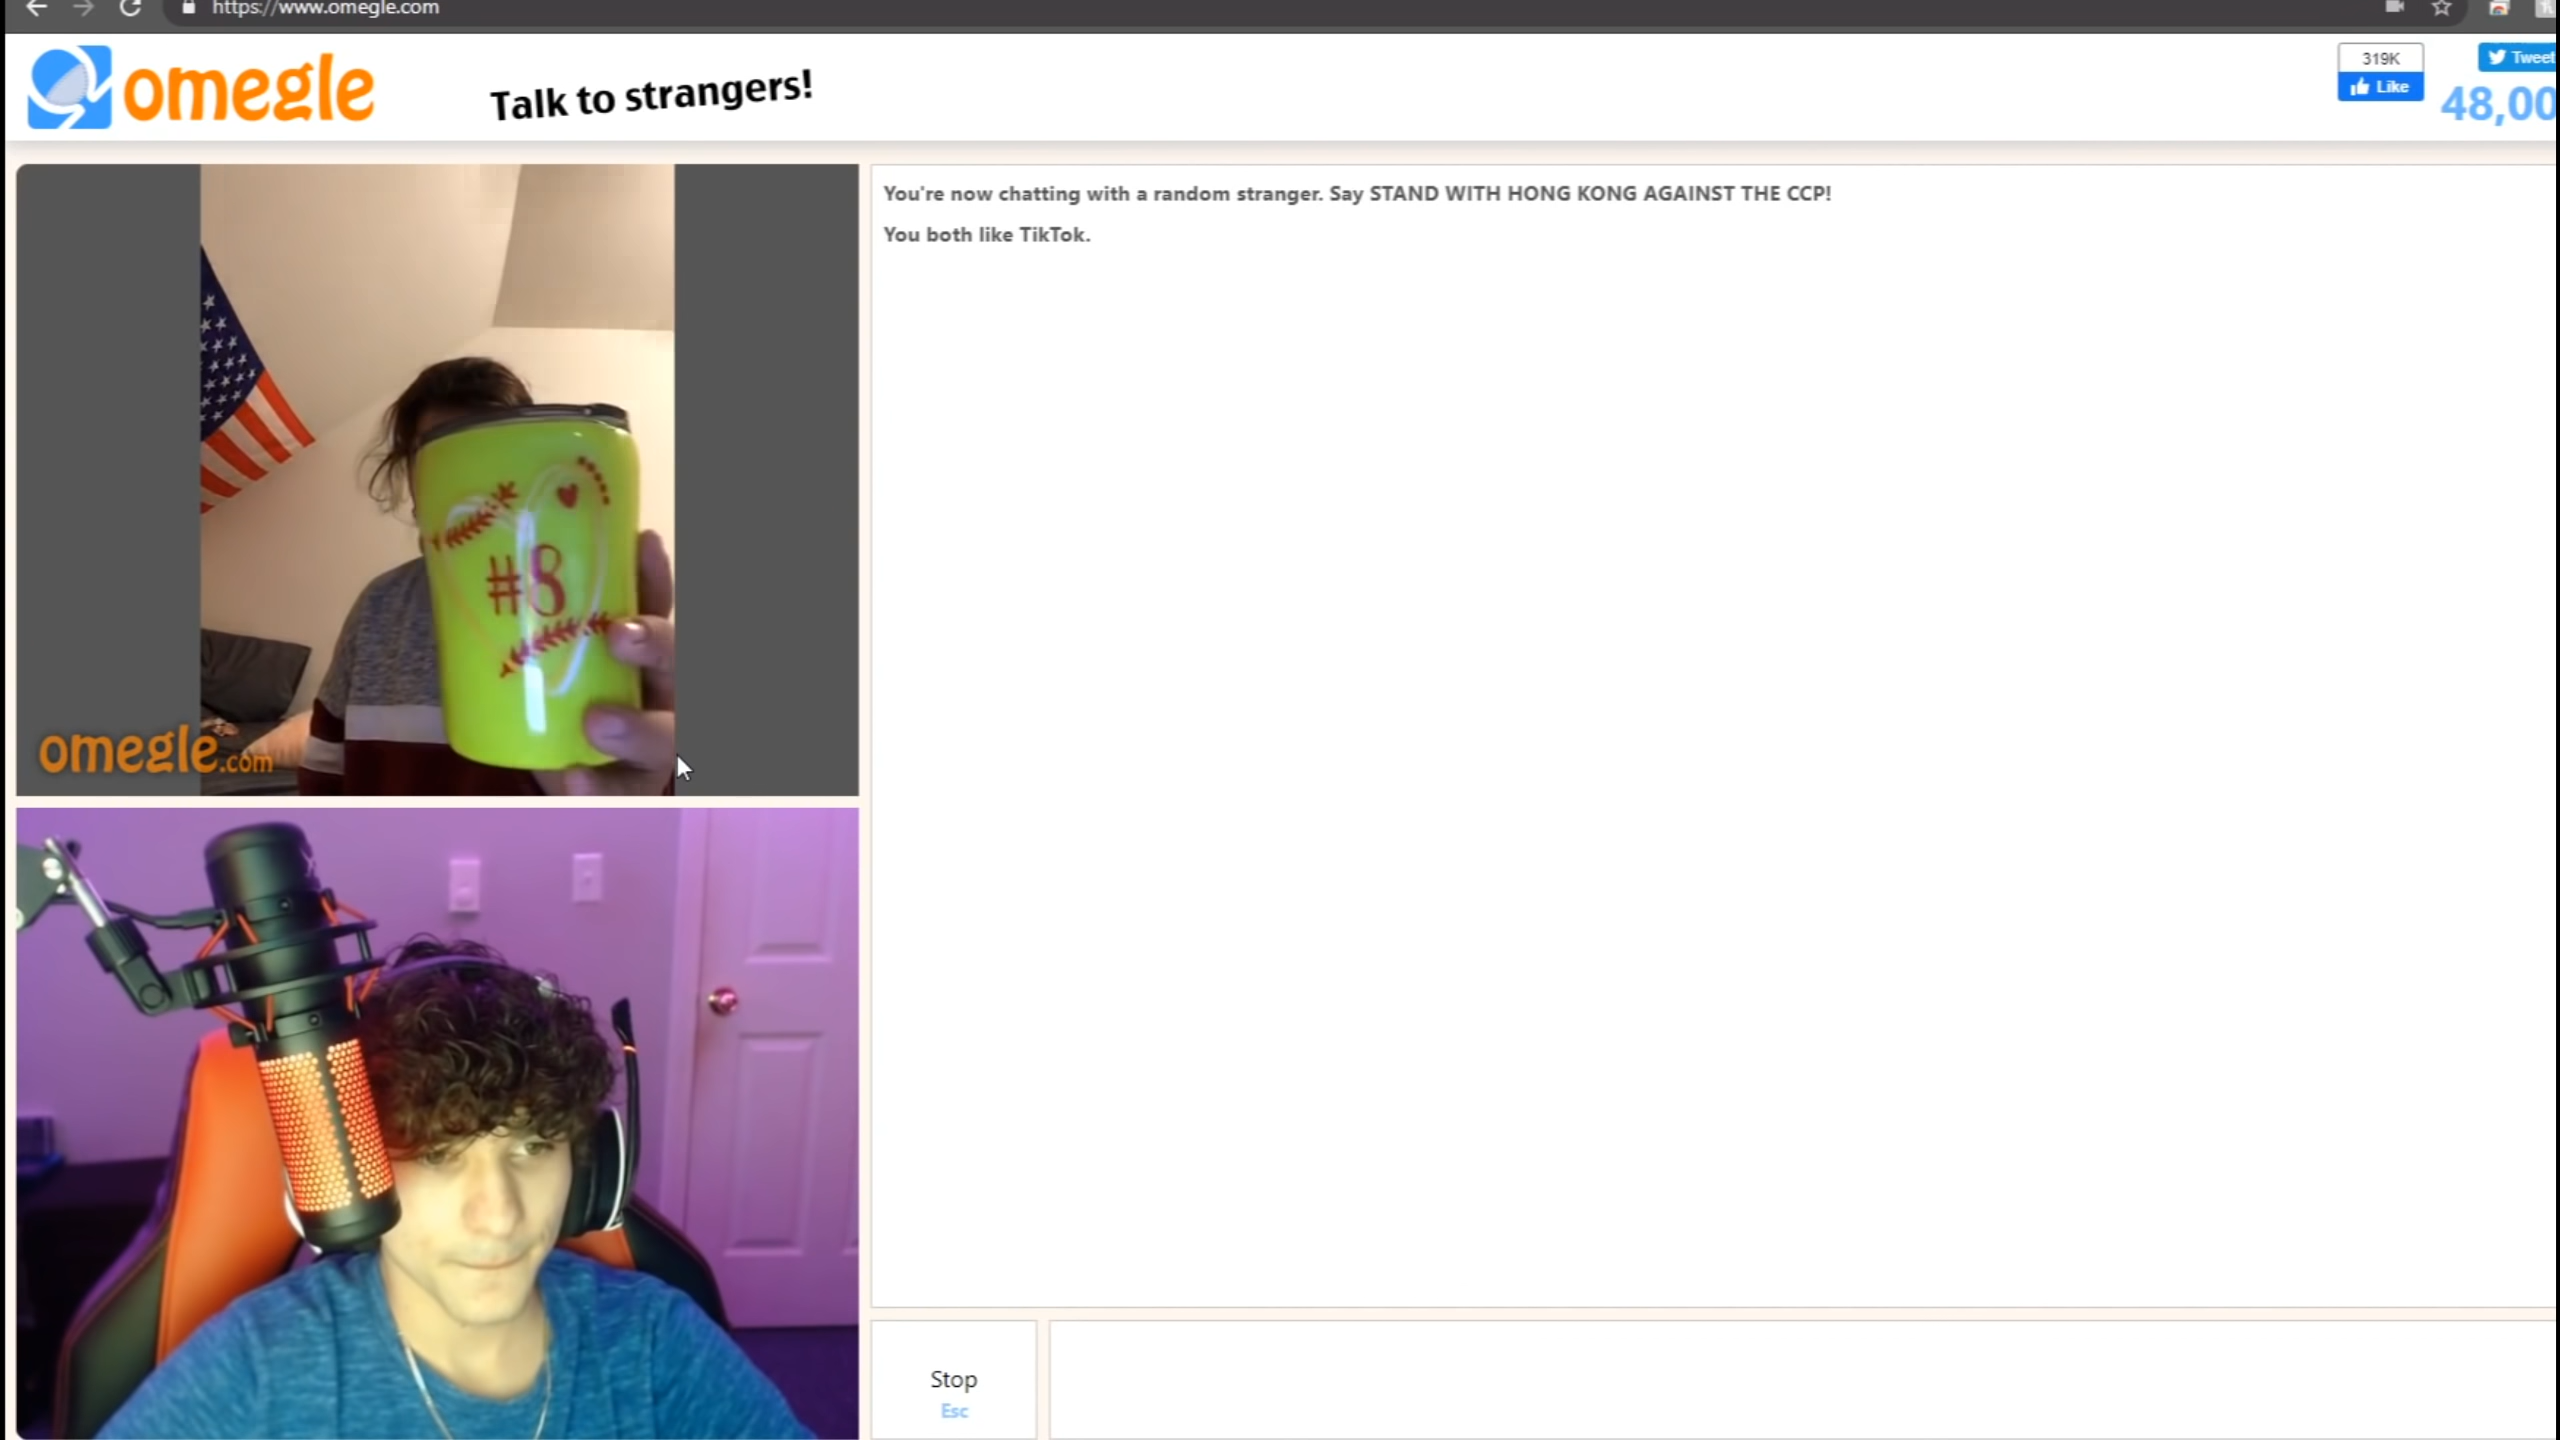 https://www.omegle.com
omegle
Talk to strangers!
319K
Like
Tweet
48,00
You're now chatting with a random stranger. Say STAND WITH HONG KONG AGAINST THE CCP!
You both like TikTok.
#8
omegle.com
Stop
Esc